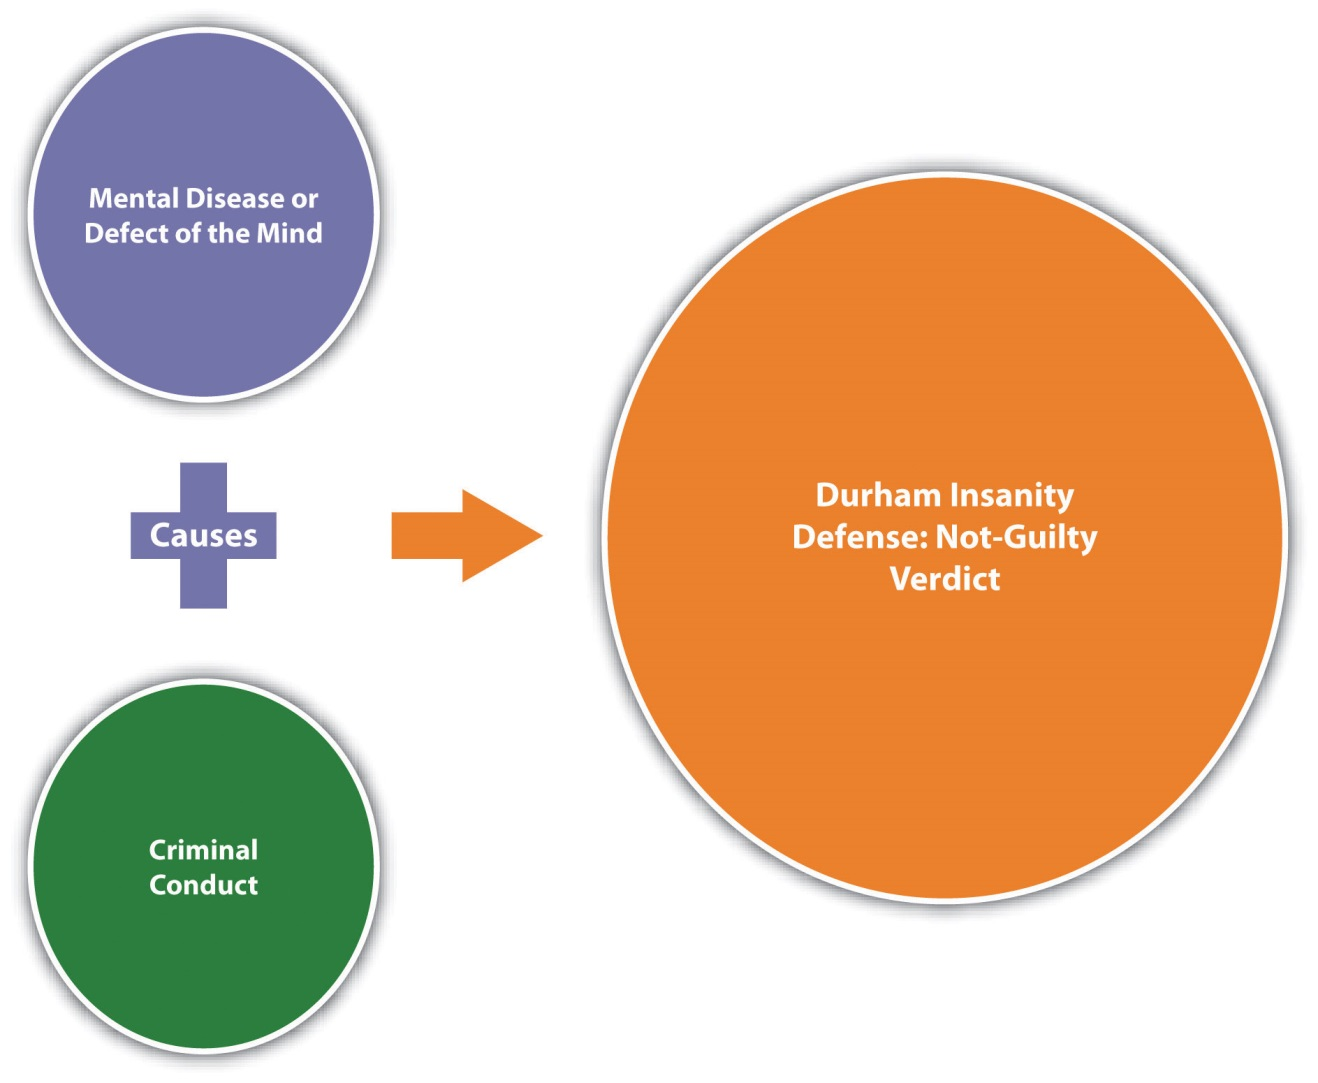 Mental Disease or
Defect of the Mind
Causes
Criminal
Conduct
Durham Insanity
Defense: Not-Guilty
Verdict